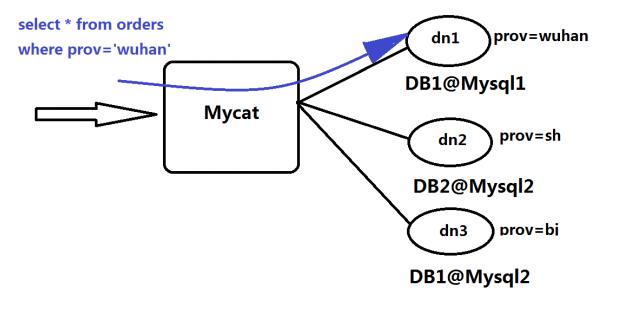 select * from orders
where prov='wuhan'
Mycat
dn1
prov=wuhan
DB1@Mysql1
dn2
prov=sh
DB2@Mysql2
dn3
prov=bi
DB1@Mysql2